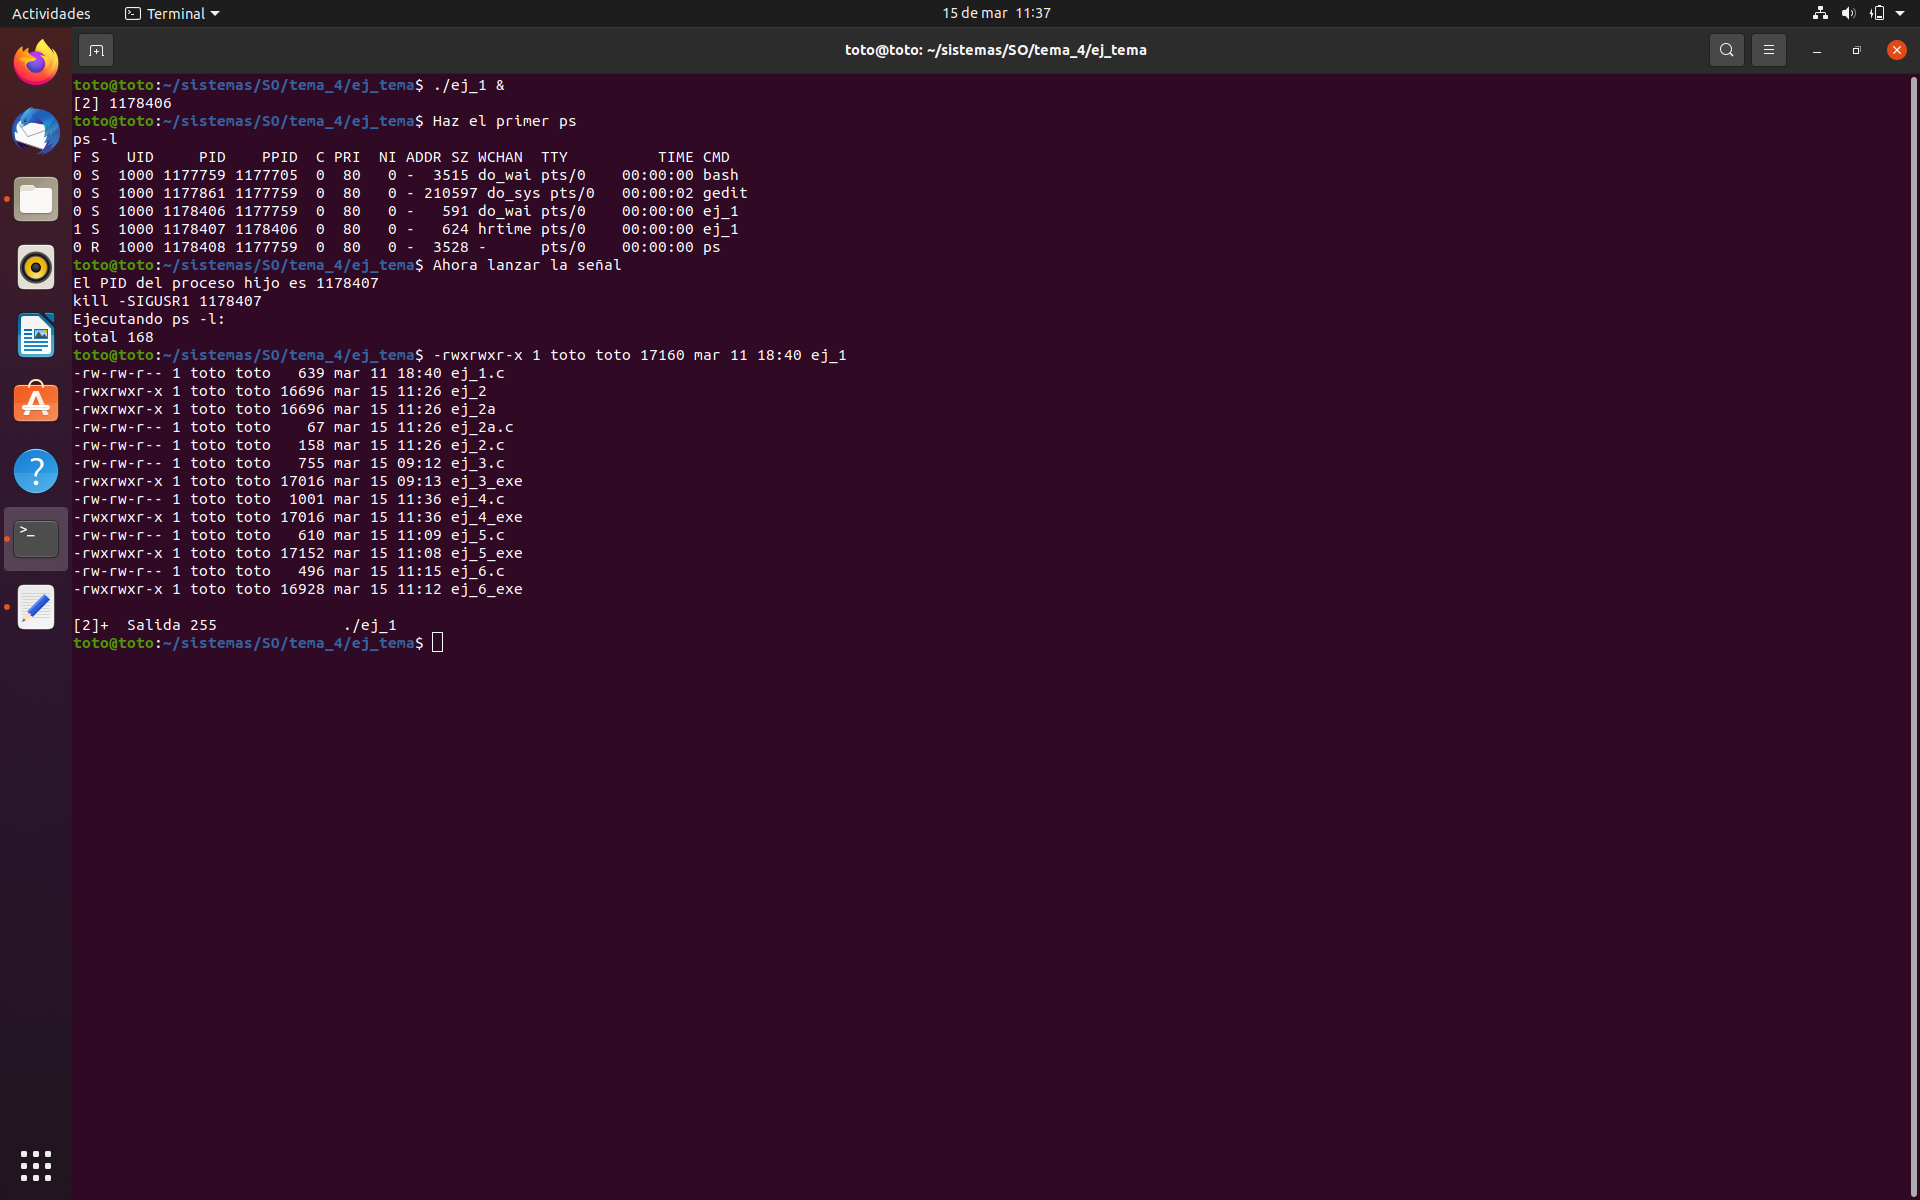 Actividades
Terminal
15 de mar 11:37
toto@toto: ~/sistemas/SO/tema_4/ej_tema
toto@toto:~/sistemas/SO/tema_4/ej_tema$ ./ej_1 &
[2] 1178406
toto@toto:~/sistemas/SO/tema_4/ej_tema$ Haz el primer ps
ps -l
F S   UID     PID    PPID  C PRI  NI ADDR SZ WCHAN  TTY          TIME CMD
0 S  1000 1177759 1177705  0  80   0 -  3515 do_wai pts/0    00:00:00 bash
0 S  1000 1177861 1177759  0  80   0 - 210597 do_sys pts/0   00:00:02 gedit
0 S  1000 1178406 1177759  0  80   0 -   591 do_wai pts/0    00:00:00 ej_1
1 S  1000 1178407 1178406  0  80   0 -   624 hrtime pts/0    00:00:00 ej_1
0 R  1000 1178408 1177759  0  80   0 -  3528 -      pts/0    00:00:00 ps
toto@toto:~/sistemas/SO/tema_4/ej_tema$ Ahora lanzar la señal
El PID del proceso hijo es 1178407
kill -SIGUSR1 1178407
Ejecutando ps -l:
total 168
toto@toto:~/sistemas/SO/tema_4/ej_tema$ -rwxrwxr-x 1 toto toto 17160 mar 11 18:40 ej_1
-rw-rw-r-- 1 toto toto   639 mar 11 18:40 ej_1.c
-rwxrwxr-x 1 toto toto 16696 mar 15 11:26 ej_2
-rwxrwxr-x 1 toto toto 16696 mar 15 11:26 ej_2a
-rw-rw-r-- 1 toto toto    67 mar 15 11:26 ej_2a.c
-rw-rw-r-- 1 toto toto   158 mar 15 11:26 ej_2.c
-rw-rw-r-- 1 toto toto   755 mar 15 09:12 ej_3.c
-rwxrwxr-x 1 toto toto 17016 mar 15 09:13 ej_3_exe
-rw-rw-r-- 1 toto toto  1001 mar 15 11:36 ej_4.c
-rwxrwxr-x 1 toto toto 17016 mar 15 11:36 ej_4_exe
-rw-rw-r-- 1 toto toto   610 mar 15 11:09 ej_5.c
-rwxrwxr-x 1 toto toto 17152 mar 15 11:08 ej_5_exe
-rw-rw-r-- 1 toto toto   496 mar 15 11:15 ej_6.c
-rwxrwxr-x 1 toto toto 16928 mar 15 11:12 ej_6_exe
[2]+  Salida 255              ./ej_1
toto@toto:~/sistemas/SO/tema_4/ej_tema$